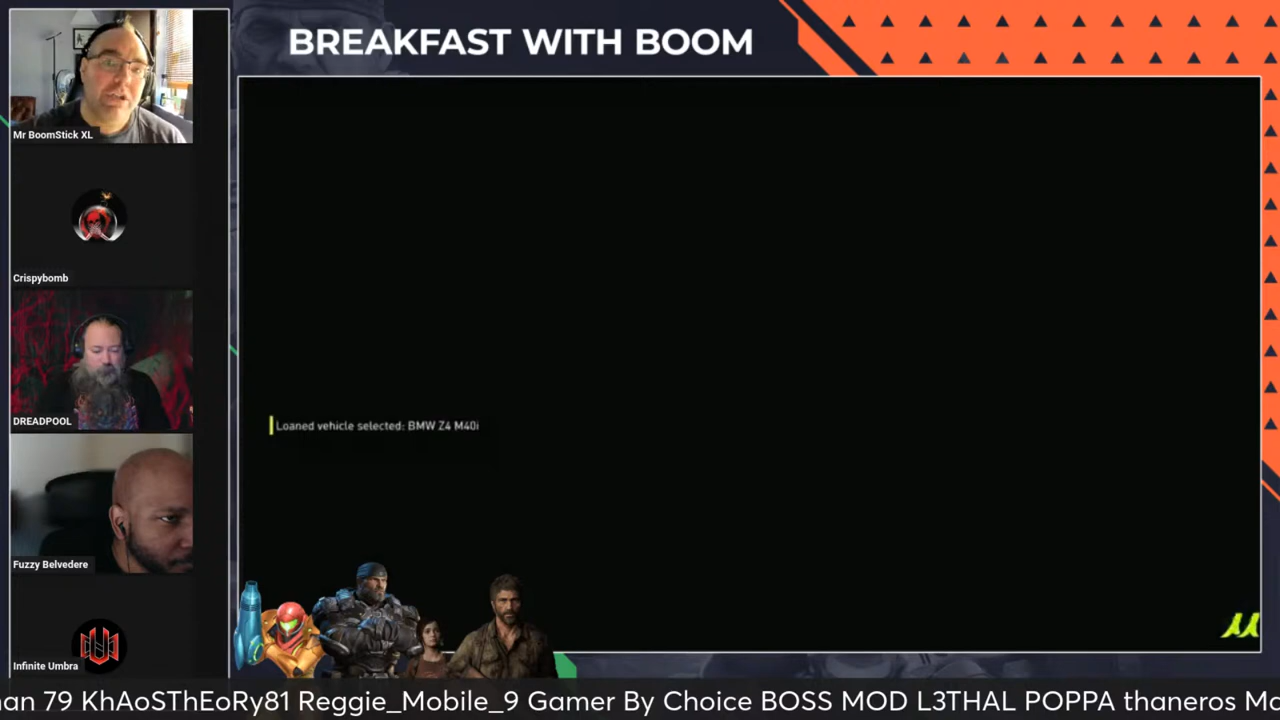 BREAKFAST WITH BOOM
Mr BoomStick XL
Crispybomb
DREADPOOL
Fuzzy Belvedere
Infinite Umbra
Loaned vehicle selected: BMW Z4 M40i
79 KhAoSThEoRy81 Reggie_Mobile_9 Gamer By Choice BOSS MOD L3THAL POPPA thaneros